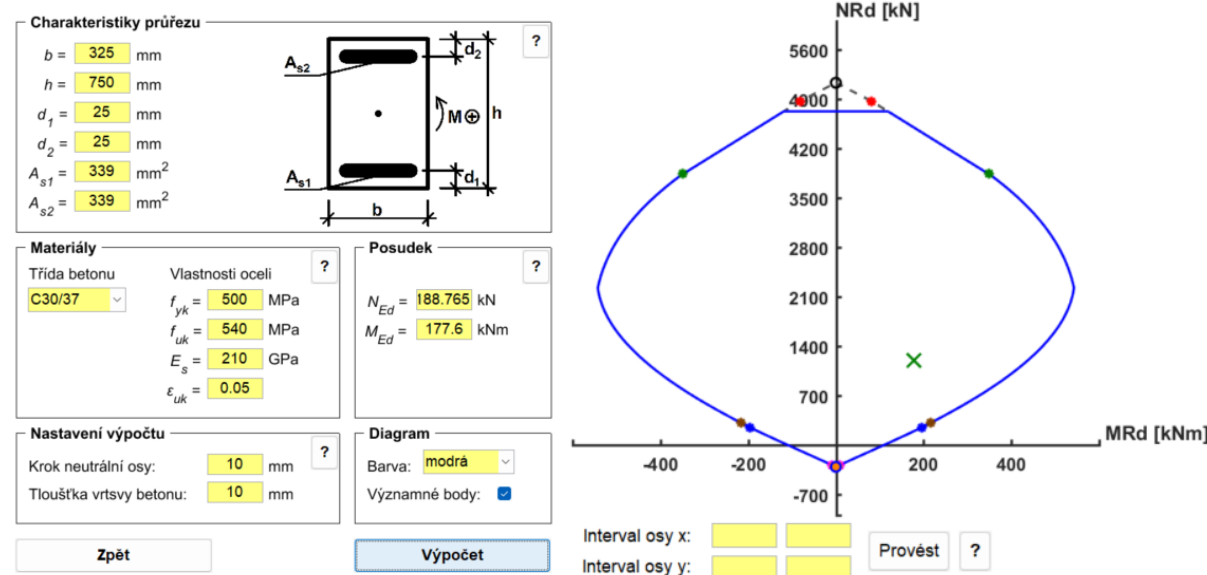 Charakteristiky průřezu
?
b = 325 mm
h = 750 mm
d1 = 25 mm
d2 = 25 mm
As1 = 339 mm2
As2 = 339 mm2
As2
d2
M⊕
h
As1
d1
b
Materiály
?
Třída betonu
C30/37
Vlastnosti oceli
fyk = 500 MPa
fuk = 540 MPa
Es = 210 GPa
εuk = 0.05
Posudek
?
NEd = 188.765 kN
MEd = 177.6 kNm
Nastavení výpočtu
?
Krok neutrální osy: 10 mm
Tloušťka vrtsvy betonu: 10 mm
Diagram
Barva: modrá
Významné body:
Zpět
Výpočet
NRd [kN]
5600
4900
4200
3500
2800
2100
1400
700
MRd [kNm]
-400 -200 200 400
-700
Interval osy x:
Interval osy y:
Provést
?